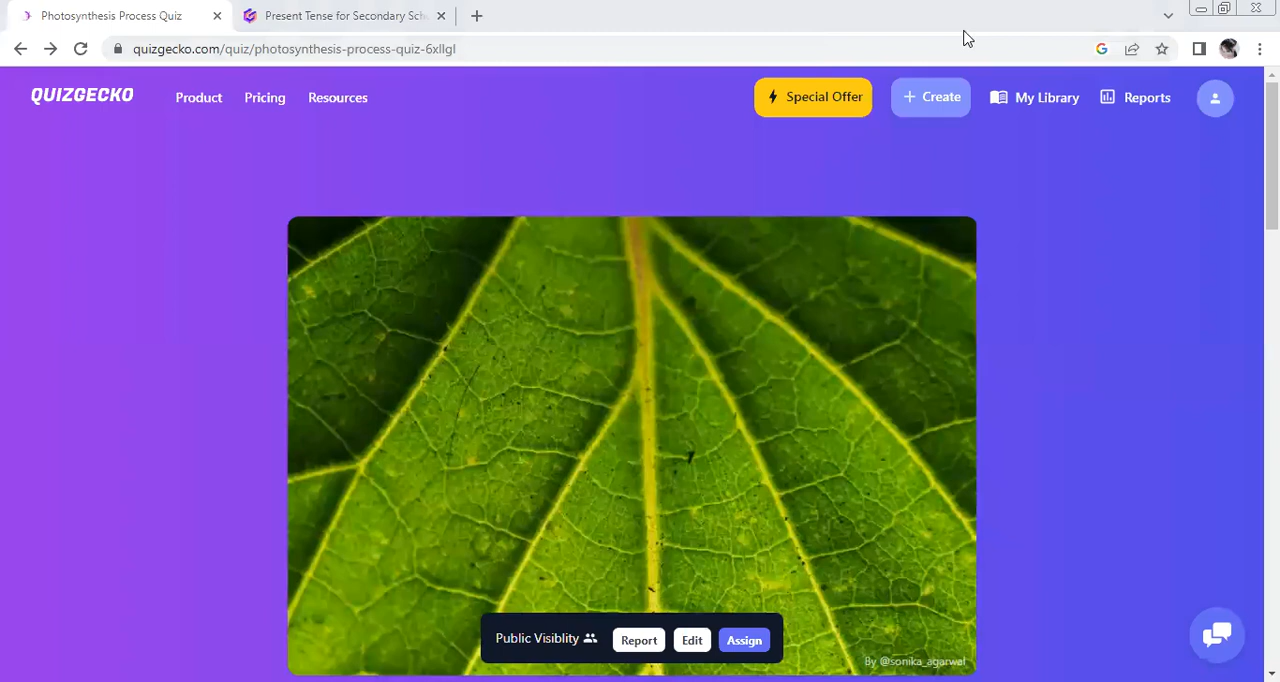 Photosynthesis Process Quiz
Present Tense for Secondary Sch
quizgecko.com/quiz/photosynthesis-process-quiz-6xllgl
QUIZGECKO
Product
Pricing
Resources
Special Offer
+ Create
My Library
Reports
Public Visiblity
Report
Edit
Assign
By @sonika_agarwal